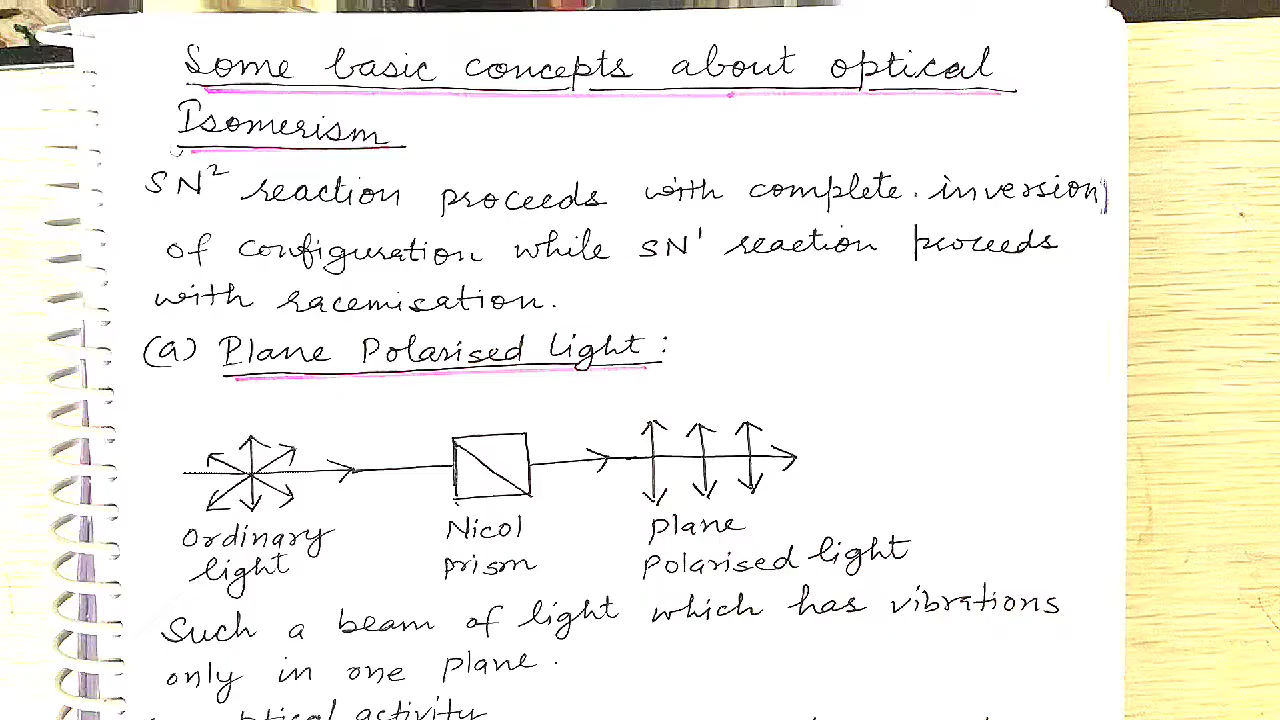 Some basic concepts about optical
Isomerism
SN² reaction proceeds with complete inversion
of configuration while SN¹ reaction proceeds
with racemisation.
(a) Plane Polarised light :
Ordinary
light
Nicol
prism
plane
Polarised light
Such a beam of light which has vibrations
only in one plane.
activity